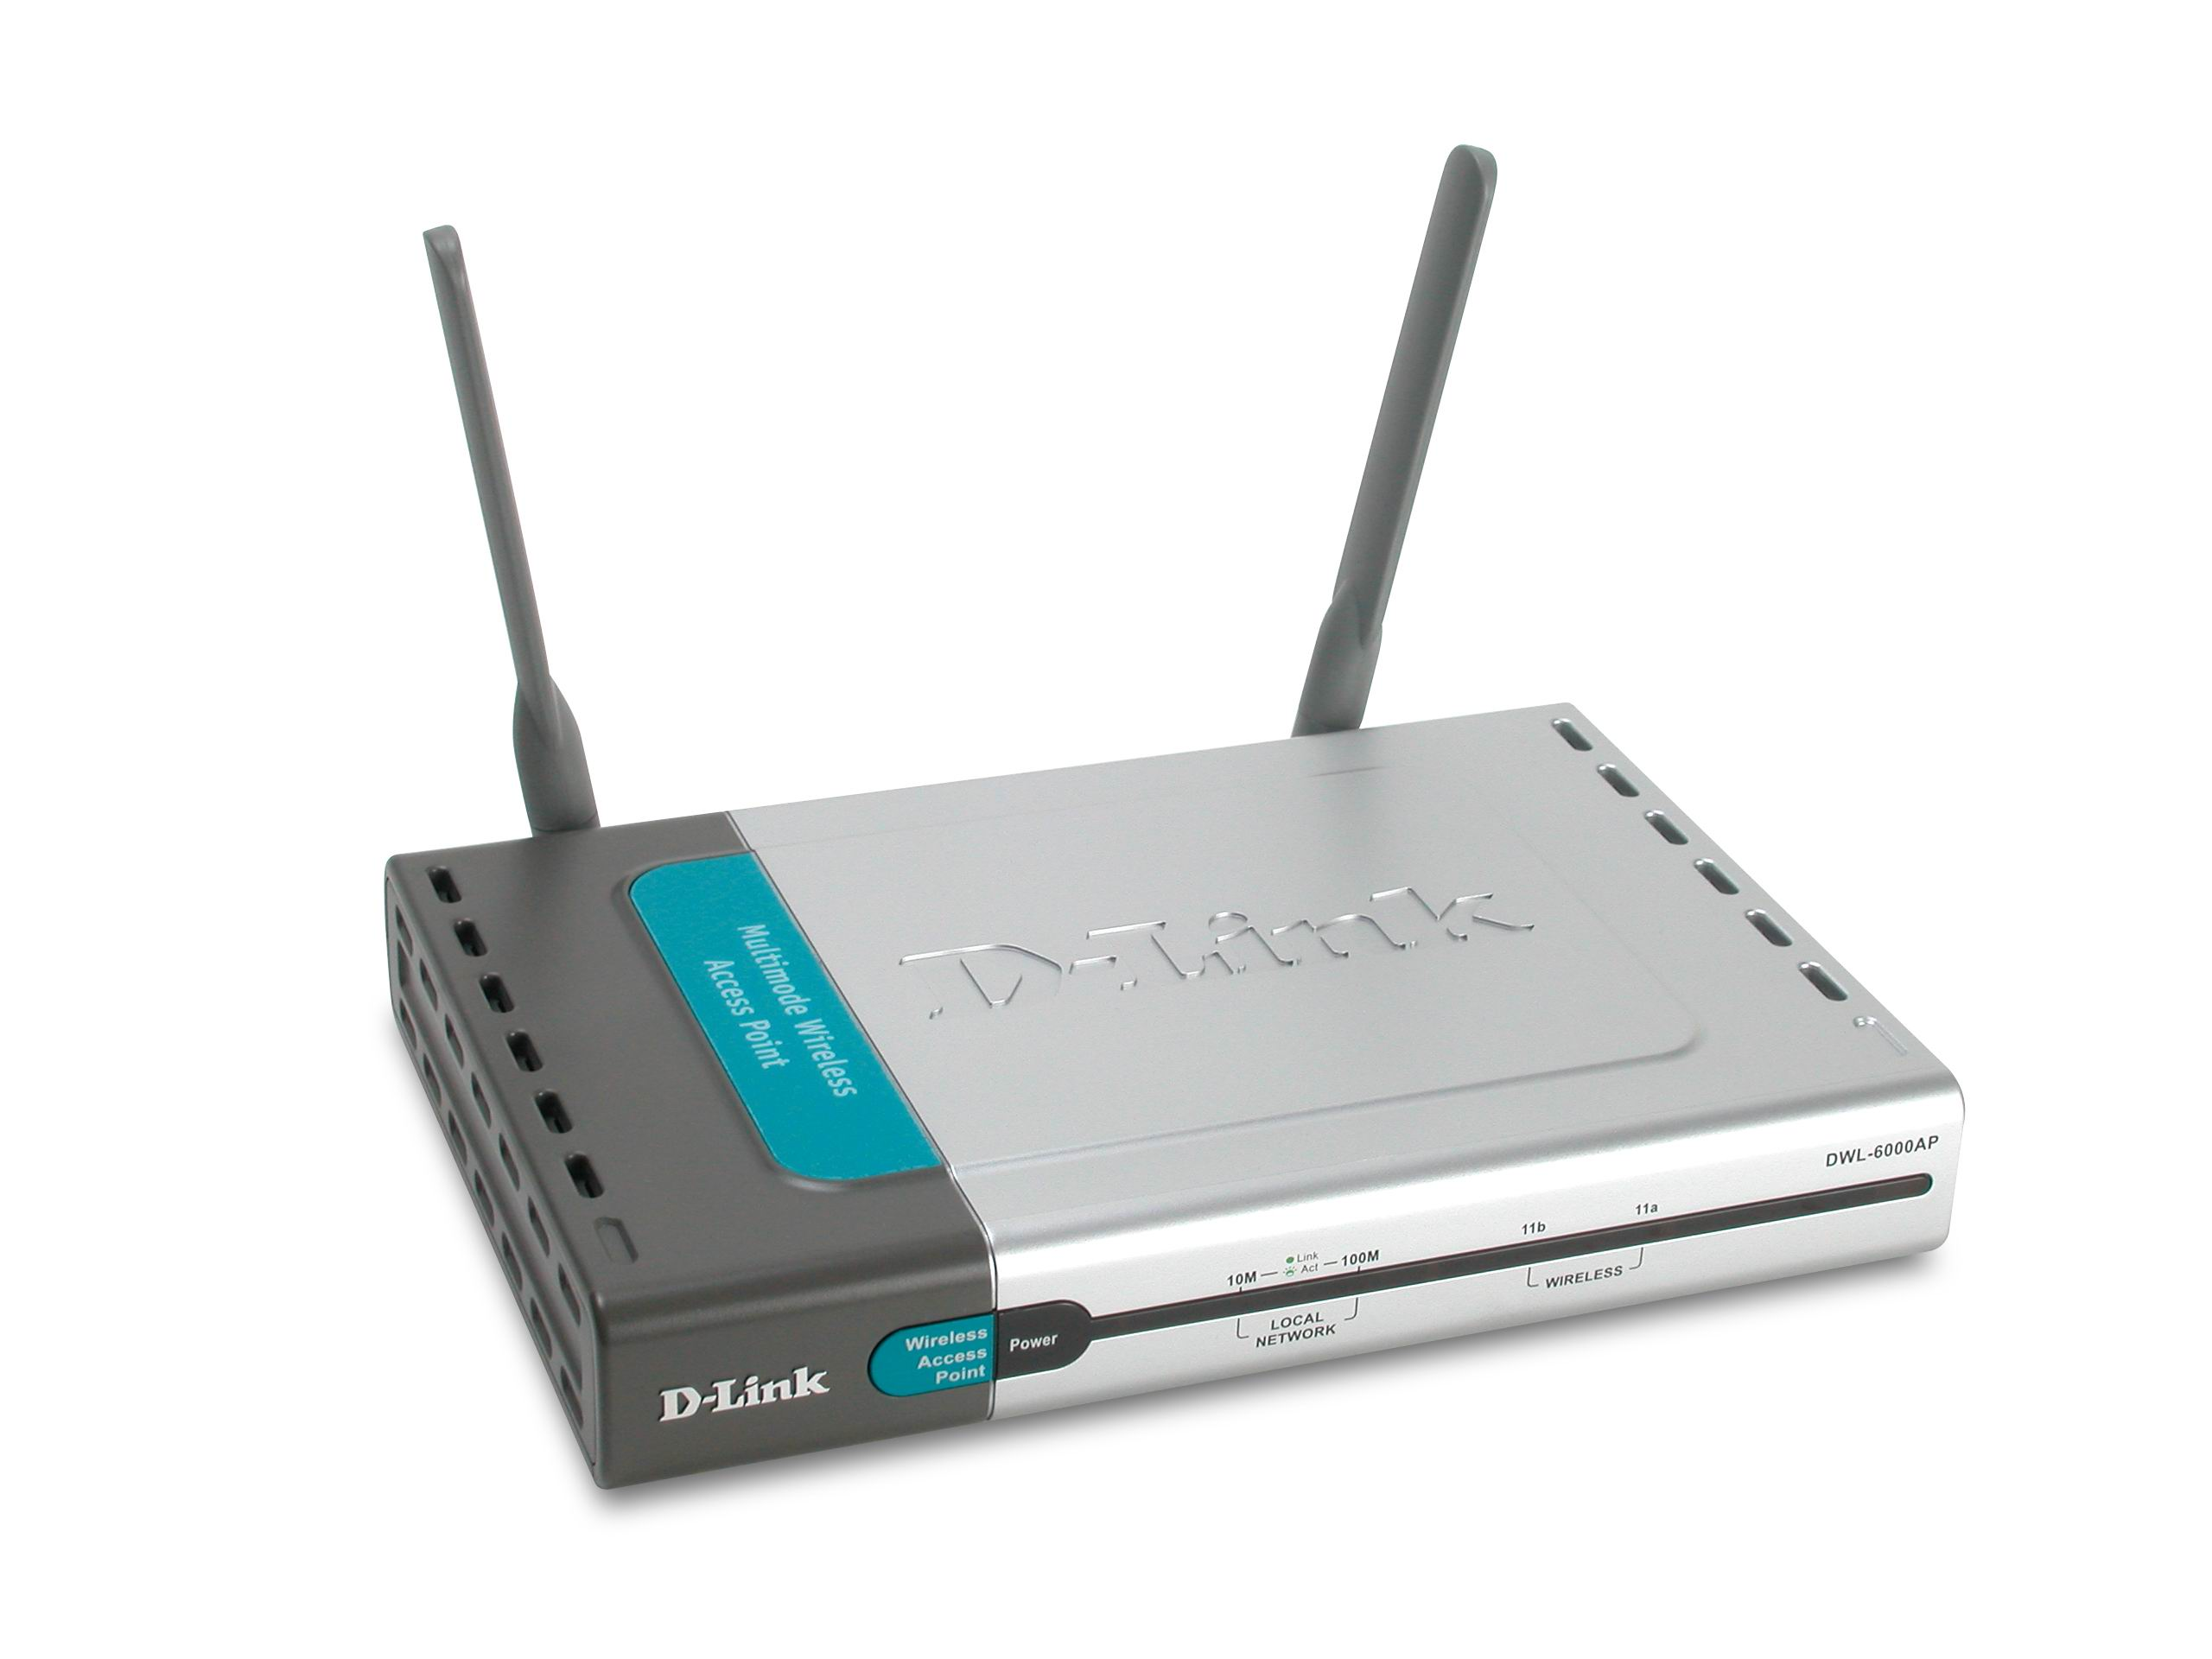 D-Link
Multimode Wireless
Access Point
DWL-6000AP
11b
11a
Link
10M
Act
100M
WIRELESS
LOCAL
NETWORK
Power
Wireless
Access
Point
D-Link